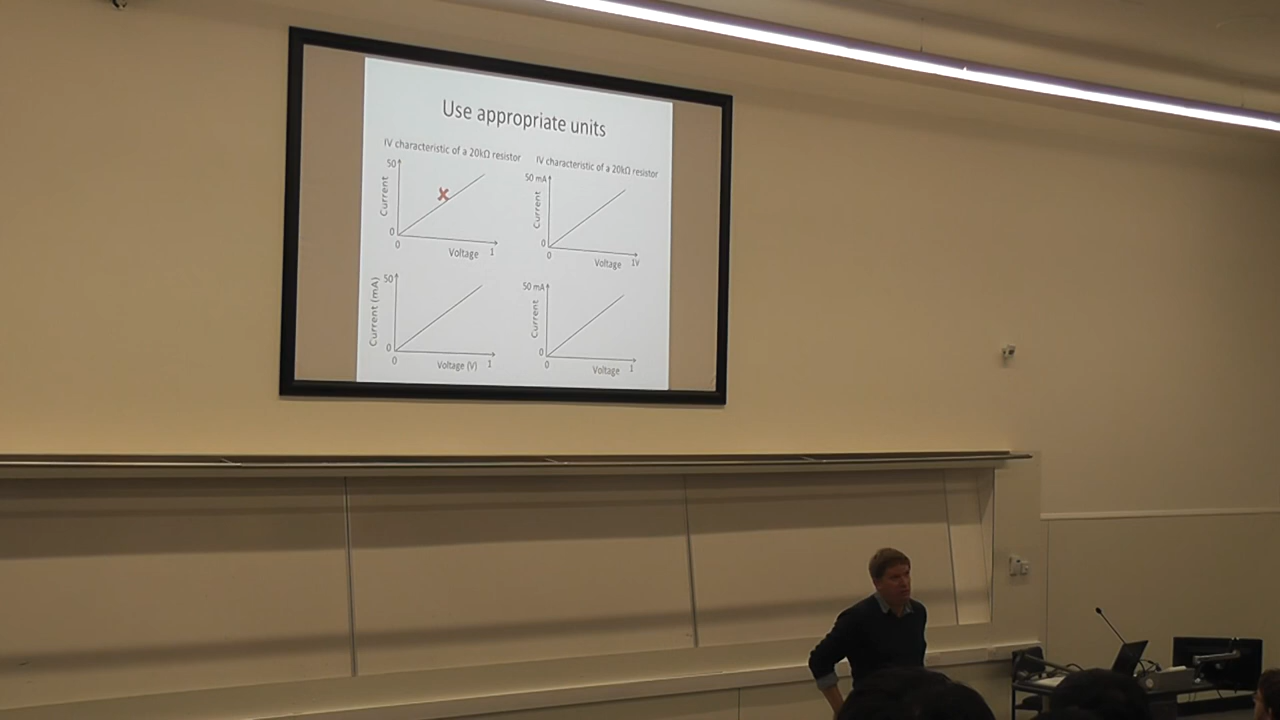 Use appropriate units
IV characteristic of a 20kΩ resistor
50
Current
0
0
Voltage
1
IV characteristic of a 20kΩ resistor
50 mA
Current
0
0
Voltage
1V
50
Current (mA)
0
0
Voltage (V)
1
50 mA
Current
0
0
Voltage
1